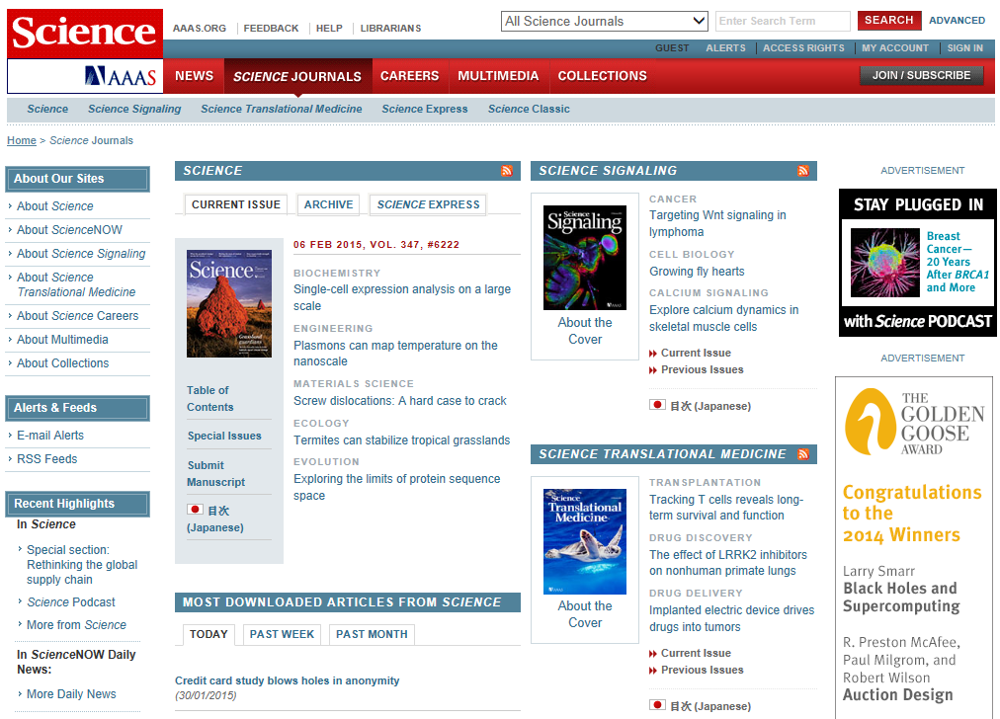 Science
AAAS
AAAS.ORG
FEEDBACK
HELP
LIBRARIANS
All Science Journals
Enter Search Term
SEARCH
ADVANCED
GUEST
ALERTS
ACCESS RIGHTS
MY ACCOUNT
SIGN IN
NEWS
SCIENCE JOURNALS
CAREERS
MULTIMEDIA
COLLECTIONS
JOIN / SUBSCRIBE
Science
Science Signaling
Science Translational Medicine
Science Express
Science Classic
Home > Science Journals
About Our Sites
About Science
About ScienceNOW
About Science Signaling
About Science
Translational Medicine
About Science Careers
About Multimedia
About Collections
Alerts & Feeds
E-mail Alerts
RSS Feeds
Recent Highlights
In Science
Special section:
Rethinking the global
supply chain
Science Podcast
More from Science
In ScienceNOW Daily
News:
More Daily News
SCIENCE
CURRENT ISSUE
ARCHIVE
SCIENCE EXPRESS
Science
Grassland
guardians
Table of
Contents
Special Issues
Submit
Manuscript
目次
(Japanese)
06 FEB 2015, VOL. 347, #6222
BIOCHEMISTRY
Single-cell expression analysis on a large
scale
ENGINEERING
Plasmons can map temperature on the
nanoscale
MATERIALS SCIENCE
Screw dislocations: A hard case to crack
ECOLOGY
Termites can stabilize tropical grasslands
EVOLUTION
Exploring the limits of protein sequence
space
MOST DOWNLOADED ARTICLES FROM SCIENCE
TODAY
PAST WEEK
PAST MONTH
Credit card study blows holes in anonymity
(30/01/2015)
SCIENCE SIGNALING
Science
Signaling
About the
Cover
CANCER
Targeting Wnt signaling in
lymphoma
CELL BIOLOGY
Growing fly hearts
CALCIUM SIGNALING
Explore calcium dynamics in
skeletal muscle cells
Current Issue
Previous Issues
目次 (Japanese)
SCIENCE TRANSLATIONAL MEDICINE
Science
Translational
Medicine
About the
Cover
TRANSPLANTATION
Tracking T cells reveals long-
term survival and function
DRUG DISCOVERY
The effect of LRRK2 inhibitors
on nonhuman primate lungs
DRUG DELIVERY
Implanted electric device drives
drugs into tumors
Current Issue
Previous Issues
目次 (Japanese)
ADVERTISEMENT
STAY PLUGGED IN
Breast
Cancer—
20 Years
After BRCA1
and More
with Science PODCAST
ADVERTISEMENT
THE
GOLDEN
GOOSE
AWARD
Congratulations
to the
2014 Winners
Larry Smarr
Black Holes and
Supercomputing
R. Preston McAfee,
Paul Milgrom, and
Robert Wilson
Auction Design